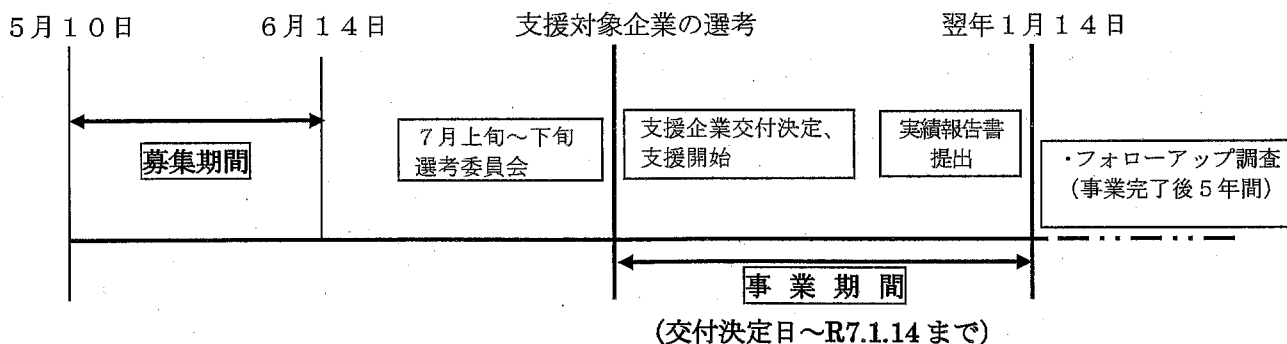 5月10日
6月14日
支援対象企業の選考
翌年1月14日
募集期間
7月上旬~下旬
選考委員会
支援企業交付決定、
支援開始
実績報告書
提出
・フォローアップ調査
(事業完了後5年間)
事業期間
(交付決定日~R7.1.14まで)